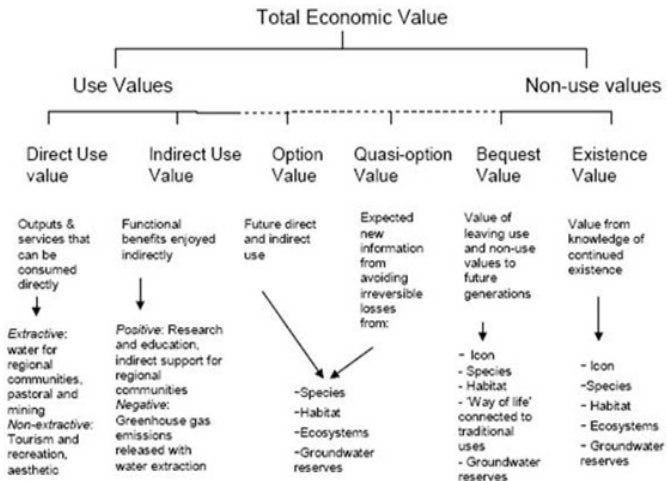 Total Economic Value
Use Values
Non-use values
Direct Use
value
Indirect Use
Value
Option
Value
Quasi-option
Value
Bequest
Value
Existence
Value
Outputs &
services that
can be
consumed
directly
Functional
benefits enjoyed
indirectly
Future direct
and indirect
use
Expected
new
information
from
avoiding
irreversible
losses
from:
Value of
leaving use
and non-use
values to
future
generations
Value from
knowledge of
continued
existence
Extractive:
water for
regional
communities,
pastoral and
mining
Non-extractive:
Tourism and
recreation,
aesthetic
Positive: Research
and education,
indirect support for
regional
communities
Negative:
Greenhouse gas
emissions
released with
water extraction
-Species
-Habitat
-Ecosystems
-Groundwater
reserves
- Icon
- Species
- Habitat
- 'Way of life'
connected to
traditional
uses
- Groundwater
reserves
- Icon
-Species
- Habitat
- Ecosystems
- Groundwater
reserves